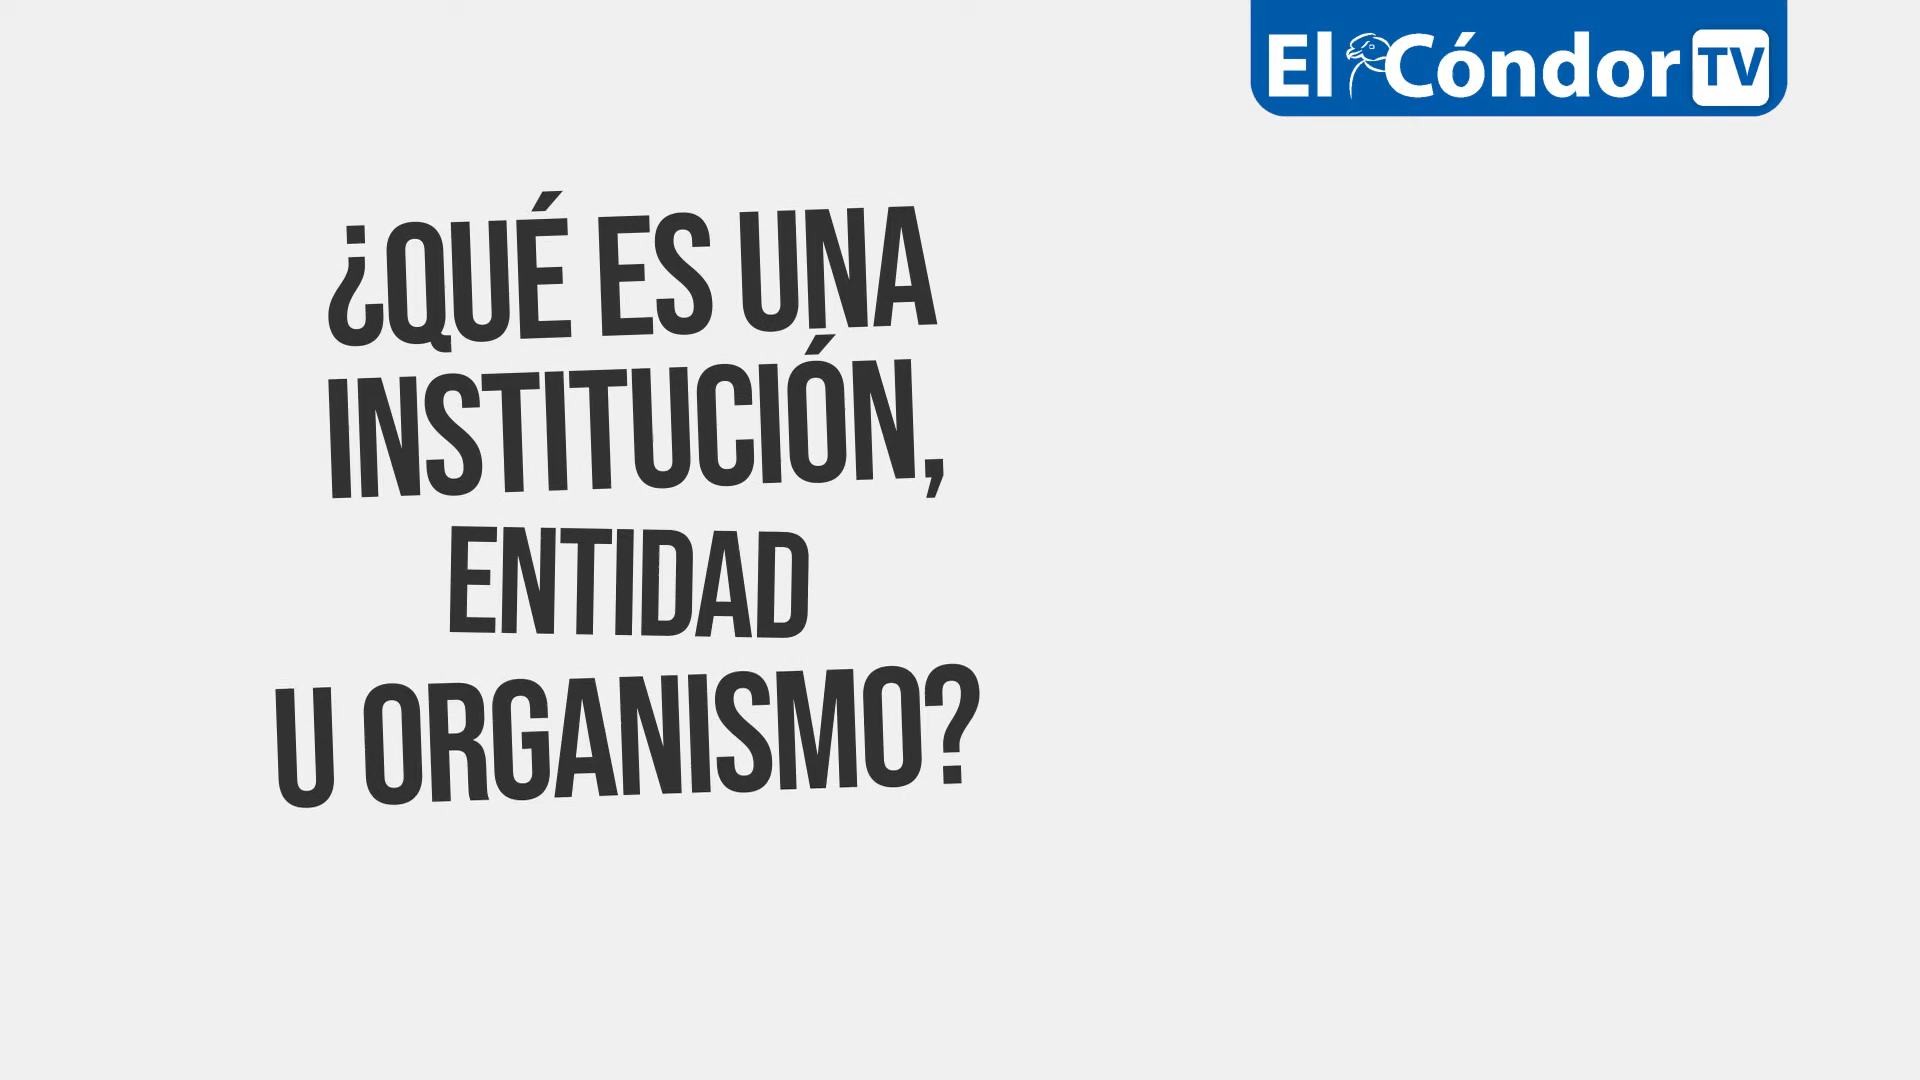 El Cóndor TV
¿QUÉ ES UNA
INSTITUCIÓN,
ENTIDAD
U ORGANISMO?